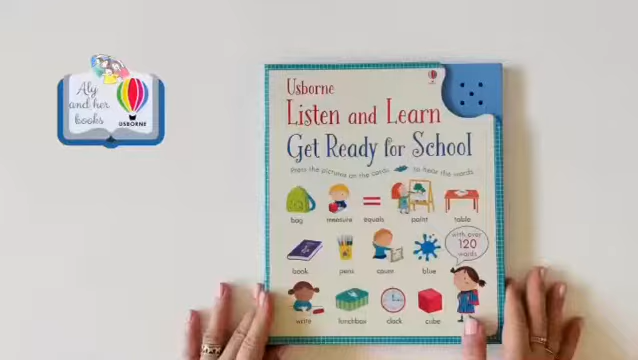 Aly
and her
books
USBORNE
Usborne
Listen and Learn
Get Ready for School
Press the pictures on the cards to hear the words
bag measure equals paint table
with over
120
words
book pens count blue
write lunchbox clock cube